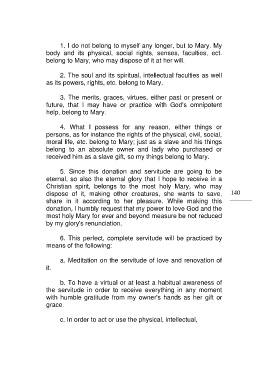 1. I do not belong to myself any longer, but to Mary. My
body and its physical, social rights, senses, faculties, ect.
belong to Mary, who may dispose of it at her will.
2. The soul and its spiritual, intellectual faculties as well
as its powers, rights, etc. belong to Mary.
3. The merits, graces, virtues, either past or present or
future, that I may have or practice with God's omnipotent
help, belong to Mary.
4. What I possess for any reason, either things or
persons, as for instance the rights of the physical, civil, social,
moral life, etc. belong to Mary; just as a slave and his things
belong to an absolute owner and lady who purchased or
received him as a slave gift, so my things belong to Mary.
5. Since this donation and servitude are going to be
eternal, so also the eternal glory that I hope to receive in a
Christian spirit, belongs to the most holy Mary, who may
dispose of it, making other creatures, she wants to save,
share in it according to her pleasure. While making this
donation, I humbly request that my power to love God and the
most holy Mary for ever and beyond measure be not reduced
by my glory's renunciation.
140
6. This perfect, complete servitude will be practiced by
means of the following:
a. Meditation on the servitude of love and renovation of
it.
b. To have a virtual or at least a habitual awareness of
the servitude in order to receive everything in any moment
with humble gratitude from my owner's hands as her gift or
grace.
c. In order to act or use the physical, intellectual,